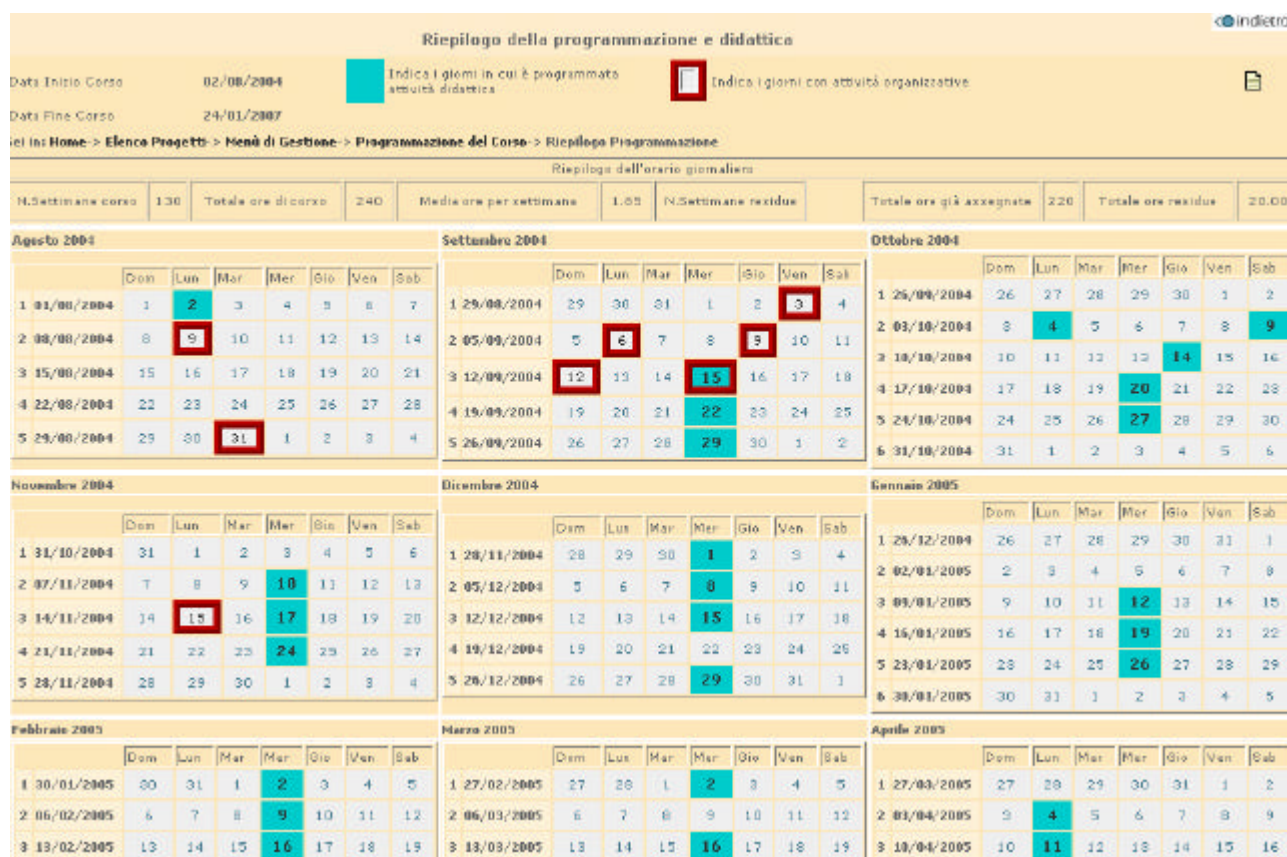 indietro
Riepilogo della programmazione e didattica
Data Inizio Corso 02/08/2004 Indica i giorni in cui è programmato attività didattica Indica i giorni con attività organizzative
Data Fine Corso 24/01/2007
Sei in: Home-> Elenco Progetti-> Menù di Gestione-> Programmazione del Corso-> Riepilogo Programmazione
Riepilogo dell'orario giornaliero
N.Settimane corso 130 Totale ore di corso 240 Media ore per settimana 1.85 N.Settimane residue Totale ore già assegnate 220 Totale ore residue 20.00
Agosto 2004
Dom Lun Mar Mer Gio Ven Sab
1 01/08/2004 1 2 3 4 5 6 7
2 08/08/2004 8 9 10 11 12 13 14
3 15/08/2004 15 16 17 18 19 20 21
4 22/08/2004 22 23 24 25 26 27 28
5 29/08/2004 29 30 31 1 2 3 4
Settembre 2004
Dom Lun Mar Mer Gio Ven Sab
1 29/08/2004 29 30 31 1 2 3 4
2 05/09/2004 5 6 7 8 9 10 11
3 12/09/2004 12 13 14 15 16 17 18
4 19/09/2004 19 20 21 22 23 24 25
5 26/09/2004 26 27 28 29 30 1 2
Ottobre 2004
Dom Lun Mar Mer Gio Ven Sab
1 26/09/2004 26 27 28 29 30 1 2
2 03/10/2004 3 4 5 6 7 8 9
3 10/10/2004 10 11 12 13 14 15 16
4 17/10/2004 17 18 19 20 21 22 23
5 24/10/2004 24 25 26 27 28 29 30
6 31/10/2004 31 1 2 3 4 5 6
Novembre 2004
Dom Lun Mar Mer Gio Ven Sab
1 31/10/2004 31 1 2 3 4 5 6
2 07/11/2004 7 8 9 10 11 12 13
3 14/11/2004 14 15 16 17 18 19 20
4 21/11/2004 21 22 23 24 25 26 27
5 28/11/2004 28 29 30 1 2 3 4
Dicembre 2004
Dom Lun Mar Mer Gio Ven Sab
1 28/11/2004 28 29 30 1 2 3 4
2 05/12/2004 5 6 7 8 9 10 11
3 12/12/2004 12 13 14 15 16 17 18
4 19/12/2004 19 20 21 22 23 24 25
5 26/12/2004 26 27 28 29 30 31 1
Gennaio 2005
Dom Lun Mar Mer Gio Ven Sab
1 26/12/2004 26 27 28 29 30 31 1
2 02/01/2005 2 3 4 5 6 7 8
3 09/01/2005 9 10 11 12 13 14 15
4 16/01/2005 16 17 18 19 20 21 22
5 23/01/2005 23 24 25 26 27 28 29
6 30/01/2005 30 31 1 2 3 4 5
Febbraio 2005
Dom Lun Mar Mer Gio Ven Sab
1 30/01/2005 30 31 1 2 3 4 5
2 06/02/2005 6 7 8 9 10 11 12
3 13/02/2005 13 14 15 16 17 18 19
Marzo 2005
Dom Lun Mar Mer Gio Ven Sab
1 27/02/2005 27 28 1 2 3 4 5
2 06/03/2005 6 7 8 9 10 11 12
3 13/03/2005 13 14 15 16 17 18 19
Aprile 2005
Dom Lun Mar Mer Gio Ven Sab
1 27/03/2005 27 28 29 30 31 1 2
2 03/04/2005 3 4 5 6 7 8 9
3 10/04/2005 10 11 12 13 14 15 16